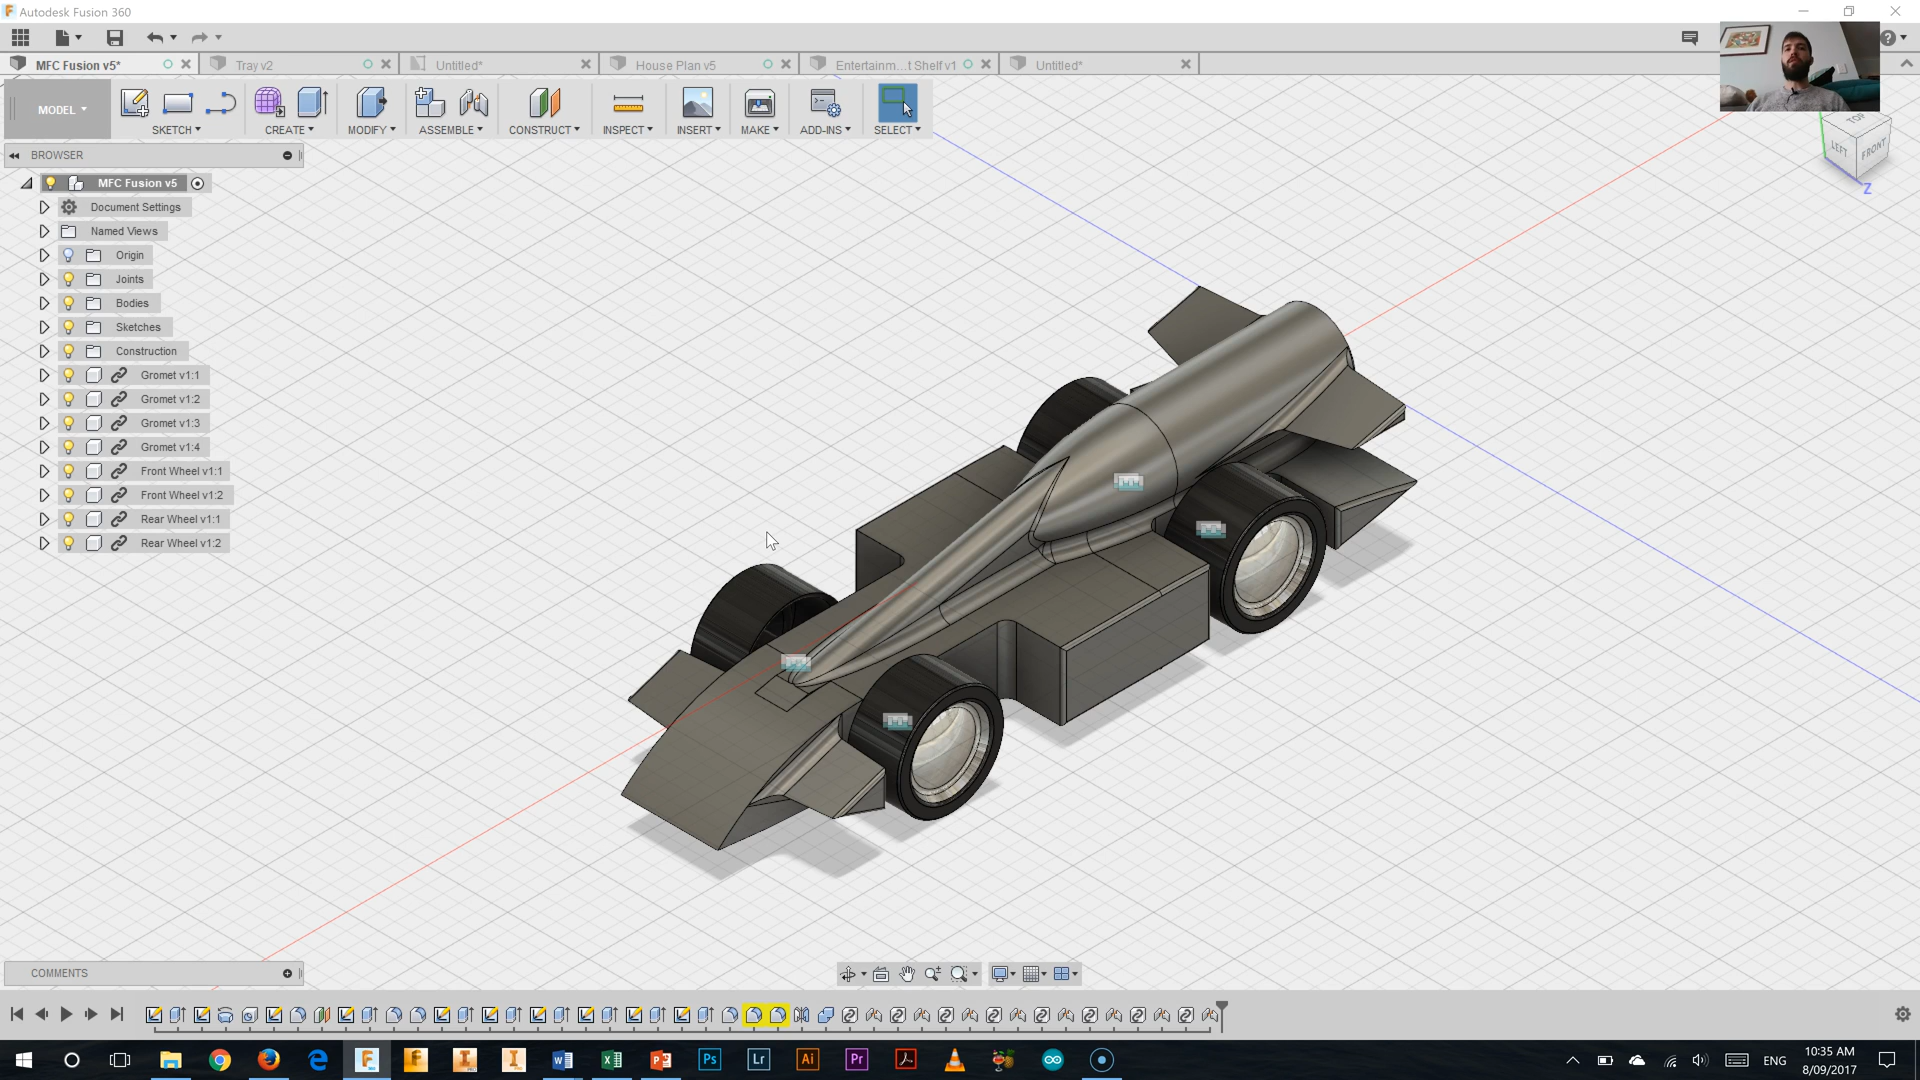 Autodesk Fusion 360
MFC Fusion v5*
Tray v2
Untitled*
House Plan v5
Entertainm...t Shelf v1
Untitled*
MODEL
SKETCH
CREATE
MODIFY
ASSEMBLE
CONSTRUCT
INSPECT
INSERT
MAKE
ADD-INS
SELECT
TOP
LEFT
FRONT
Z
BROWSER
MFC Fusion v5
Document Settings
Named Views
Origin
Joints
Bodies
Sketches
Construction
Gromet v1:1
Gromet v1:2
Gromet v1:3
Gromet v1:4
Front Wheel v1:1
Front Wheel v1:2
Rear Wheel v1:1
Rear Wheel v1:2
COMMENTS
Ps
Lr
Ai
Pr
ENG
10:35 AM
8/09/2017